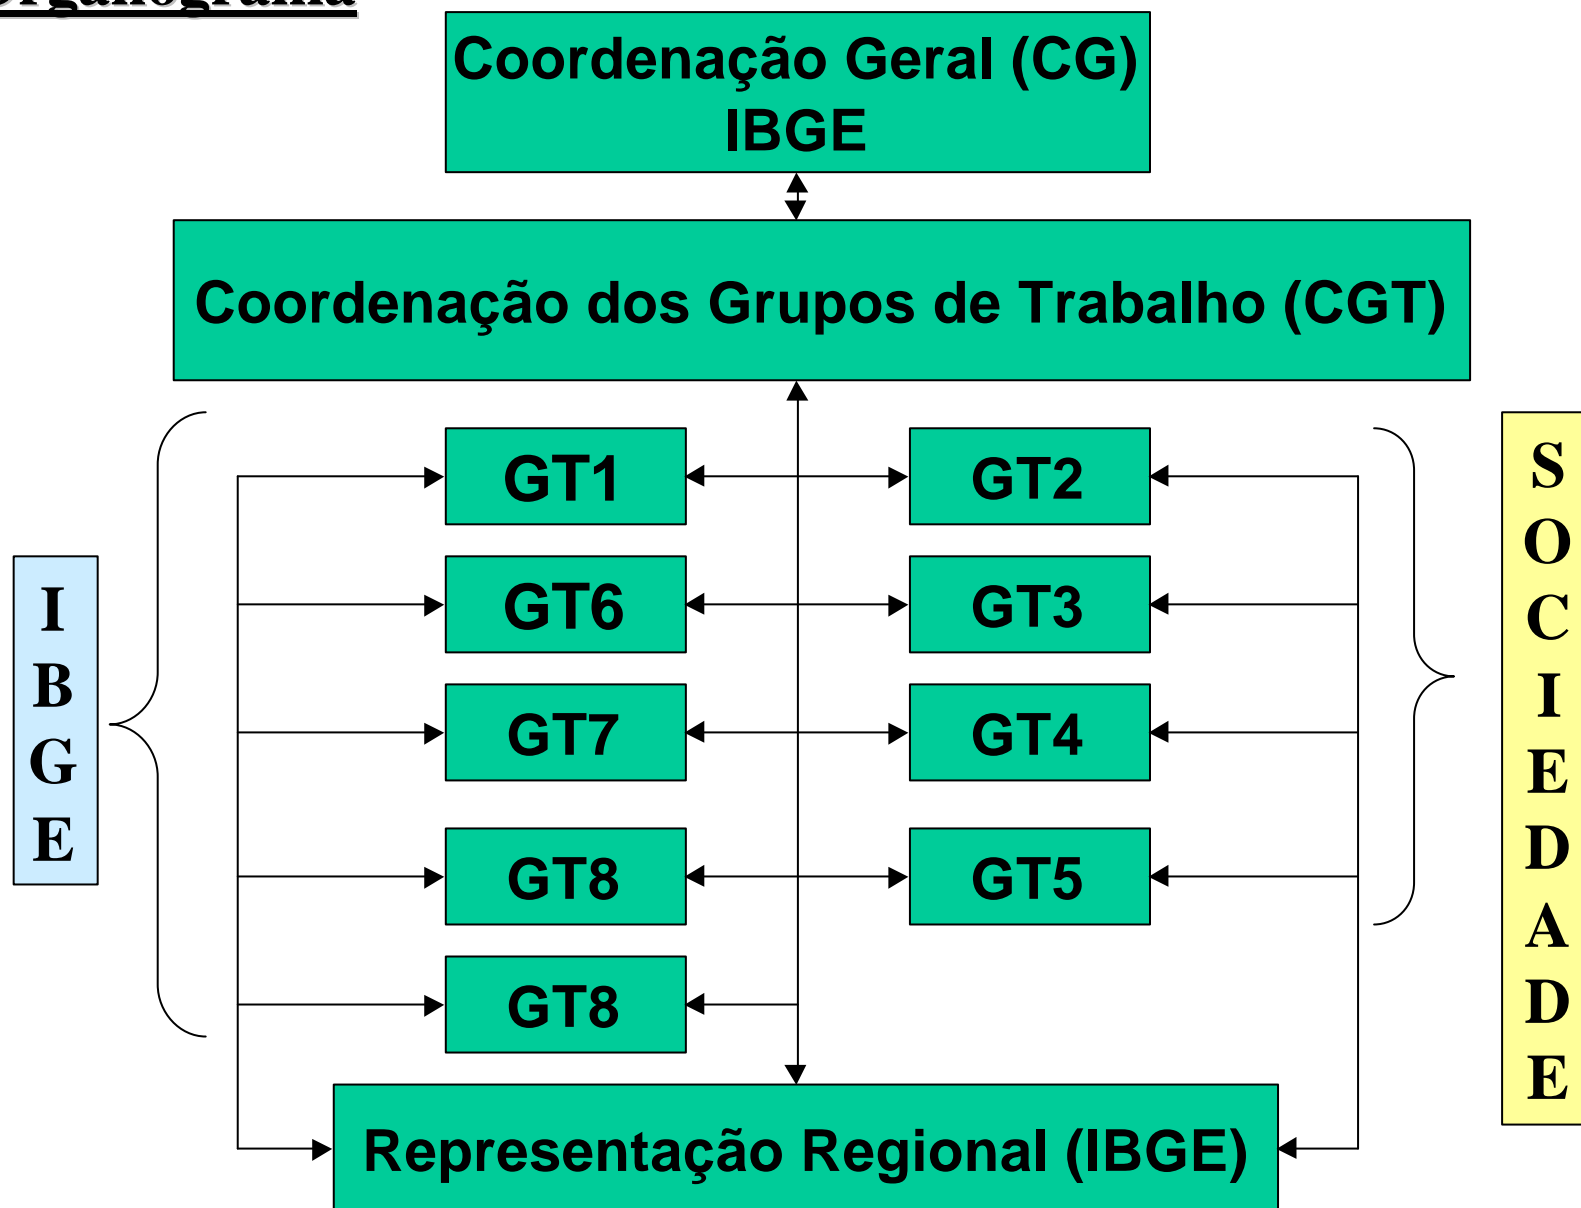 Organograma
Coordenação Geral (CG)
IBGE
Coordenação dos Grupos de Trabalho (CGT)
GT1
GT2
GT6
GT3
GT7
GT4
GT8
GT5
GT8
I
B
G
E
S
O
C
I
E
D
A
D
E
Representação Regional (IBGE)